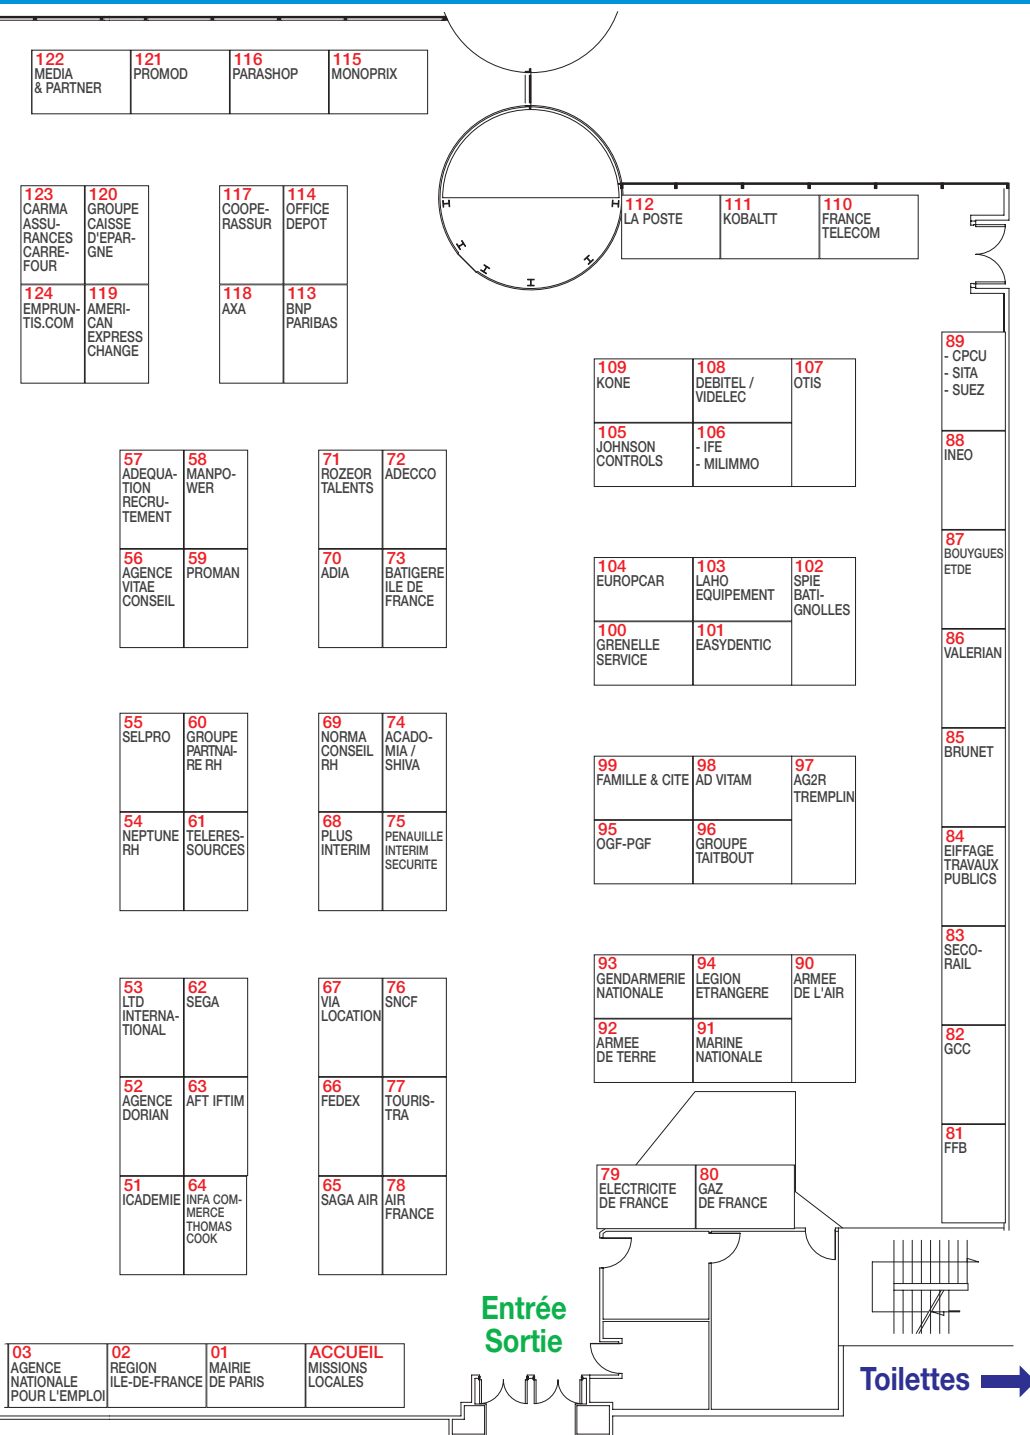 122
MEDIA
& PARTNER
121
PROMOD
116
PARASHOP
115
MONOPRIX
123
CARMA
ASSU-
RANCES
CARRE-
FOUR
120
GROUPE
CAISSE
D'EPAR-
GNE
117
COOPE-
RASSUR
114
OFFICE
DEPOT
112
LA POSTE
111
KOBALTT
110
FRANCE
TELECOM
124
EMPRUN-
TIS.COM
119
AMERI-
CAN
EXPRESS
CHANGE
118
AXA
113
BNP
PARIBAS
89
- CPCU
- SITA
- SUEZ
109
KONE
108
DEBITEL /
VIDELEC
107
OTIS
105
JOHNSON
CONTROLS
106
- IFE
- MILIMMO
88
INEO
57
ADEQUA-
TION
RECRU-
TEMENT
58
MANPO-
WER
71
ROZEOR
TALENTS
72
ADECCO
87
BOUYGUES
ETDE
56
AGENCE
VITAE
CONSEIL
59
PROMAN
70
ADIA
73
BATIGERE
ILE DE
FRANCE
104
EUROPCAR
103
LAHO
EQUIPEMENT
102
SPIE
BATI-
GNOLLES
100
GRENELLE
SERVICE
101
EASYDENTIC
86
VALERIAN
55
SELPRO
60
GROUPE
PARTNAI-
RE RH
69
NORMA
CONSEIL
RH
74
ACADO-
MIA /
SHIVA
85
BRUNET
99
FAMILLE & CITE
98
AD VITAM
97
AG2R
TREMPLIN
54
NEPTUNE
RH
61
TELERES-
SOURCES
68
PLUS
INTERIM
75
PENAUILLE
INTERIM
SECURITE
95
OGF-PGF
96
GROUPE
TAITBOUT
84
EIFFAGE
TRAVAUX
PUBLICS
83
SECO-
RAIL
53
LTD
INTERNA-
TIONAL
62
SEGA
67
VIA
LOCATION
76
SNCF
93
GENDARMERIE
NATIONALE
94
LEGION
ETRANGERE
90
ARMEE
DE L'AIR
92
ARMEE
DE TERRE
91
MARINE
NATIONALE
82
GCC
52
AGENCE
DORIAN
63
AFT IFTIM
66
FEDEX
77
TOURIS-
TRA
81
FFB
51
ICADEMIE
64
INFA COM-
MERCE
THOMAS
COOK
65
SAGA AIR
78
AIR
FRANCE
79
ELECTRICITE
DE FRANCE
80
GAZ
DE FRANCE
Entrée
Sortie
03
AGENCE
NATIONALE
POUR L'EMPLOI
02
REGION
ILE-DE-FRANCE
01
MAIRIE
DE PARIS
ACCUEIL
MISSIONS
LOCALES
Toilettes